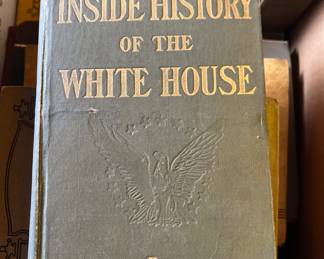 INSIDE HISTORY
OF THE
WHITE HOUSE